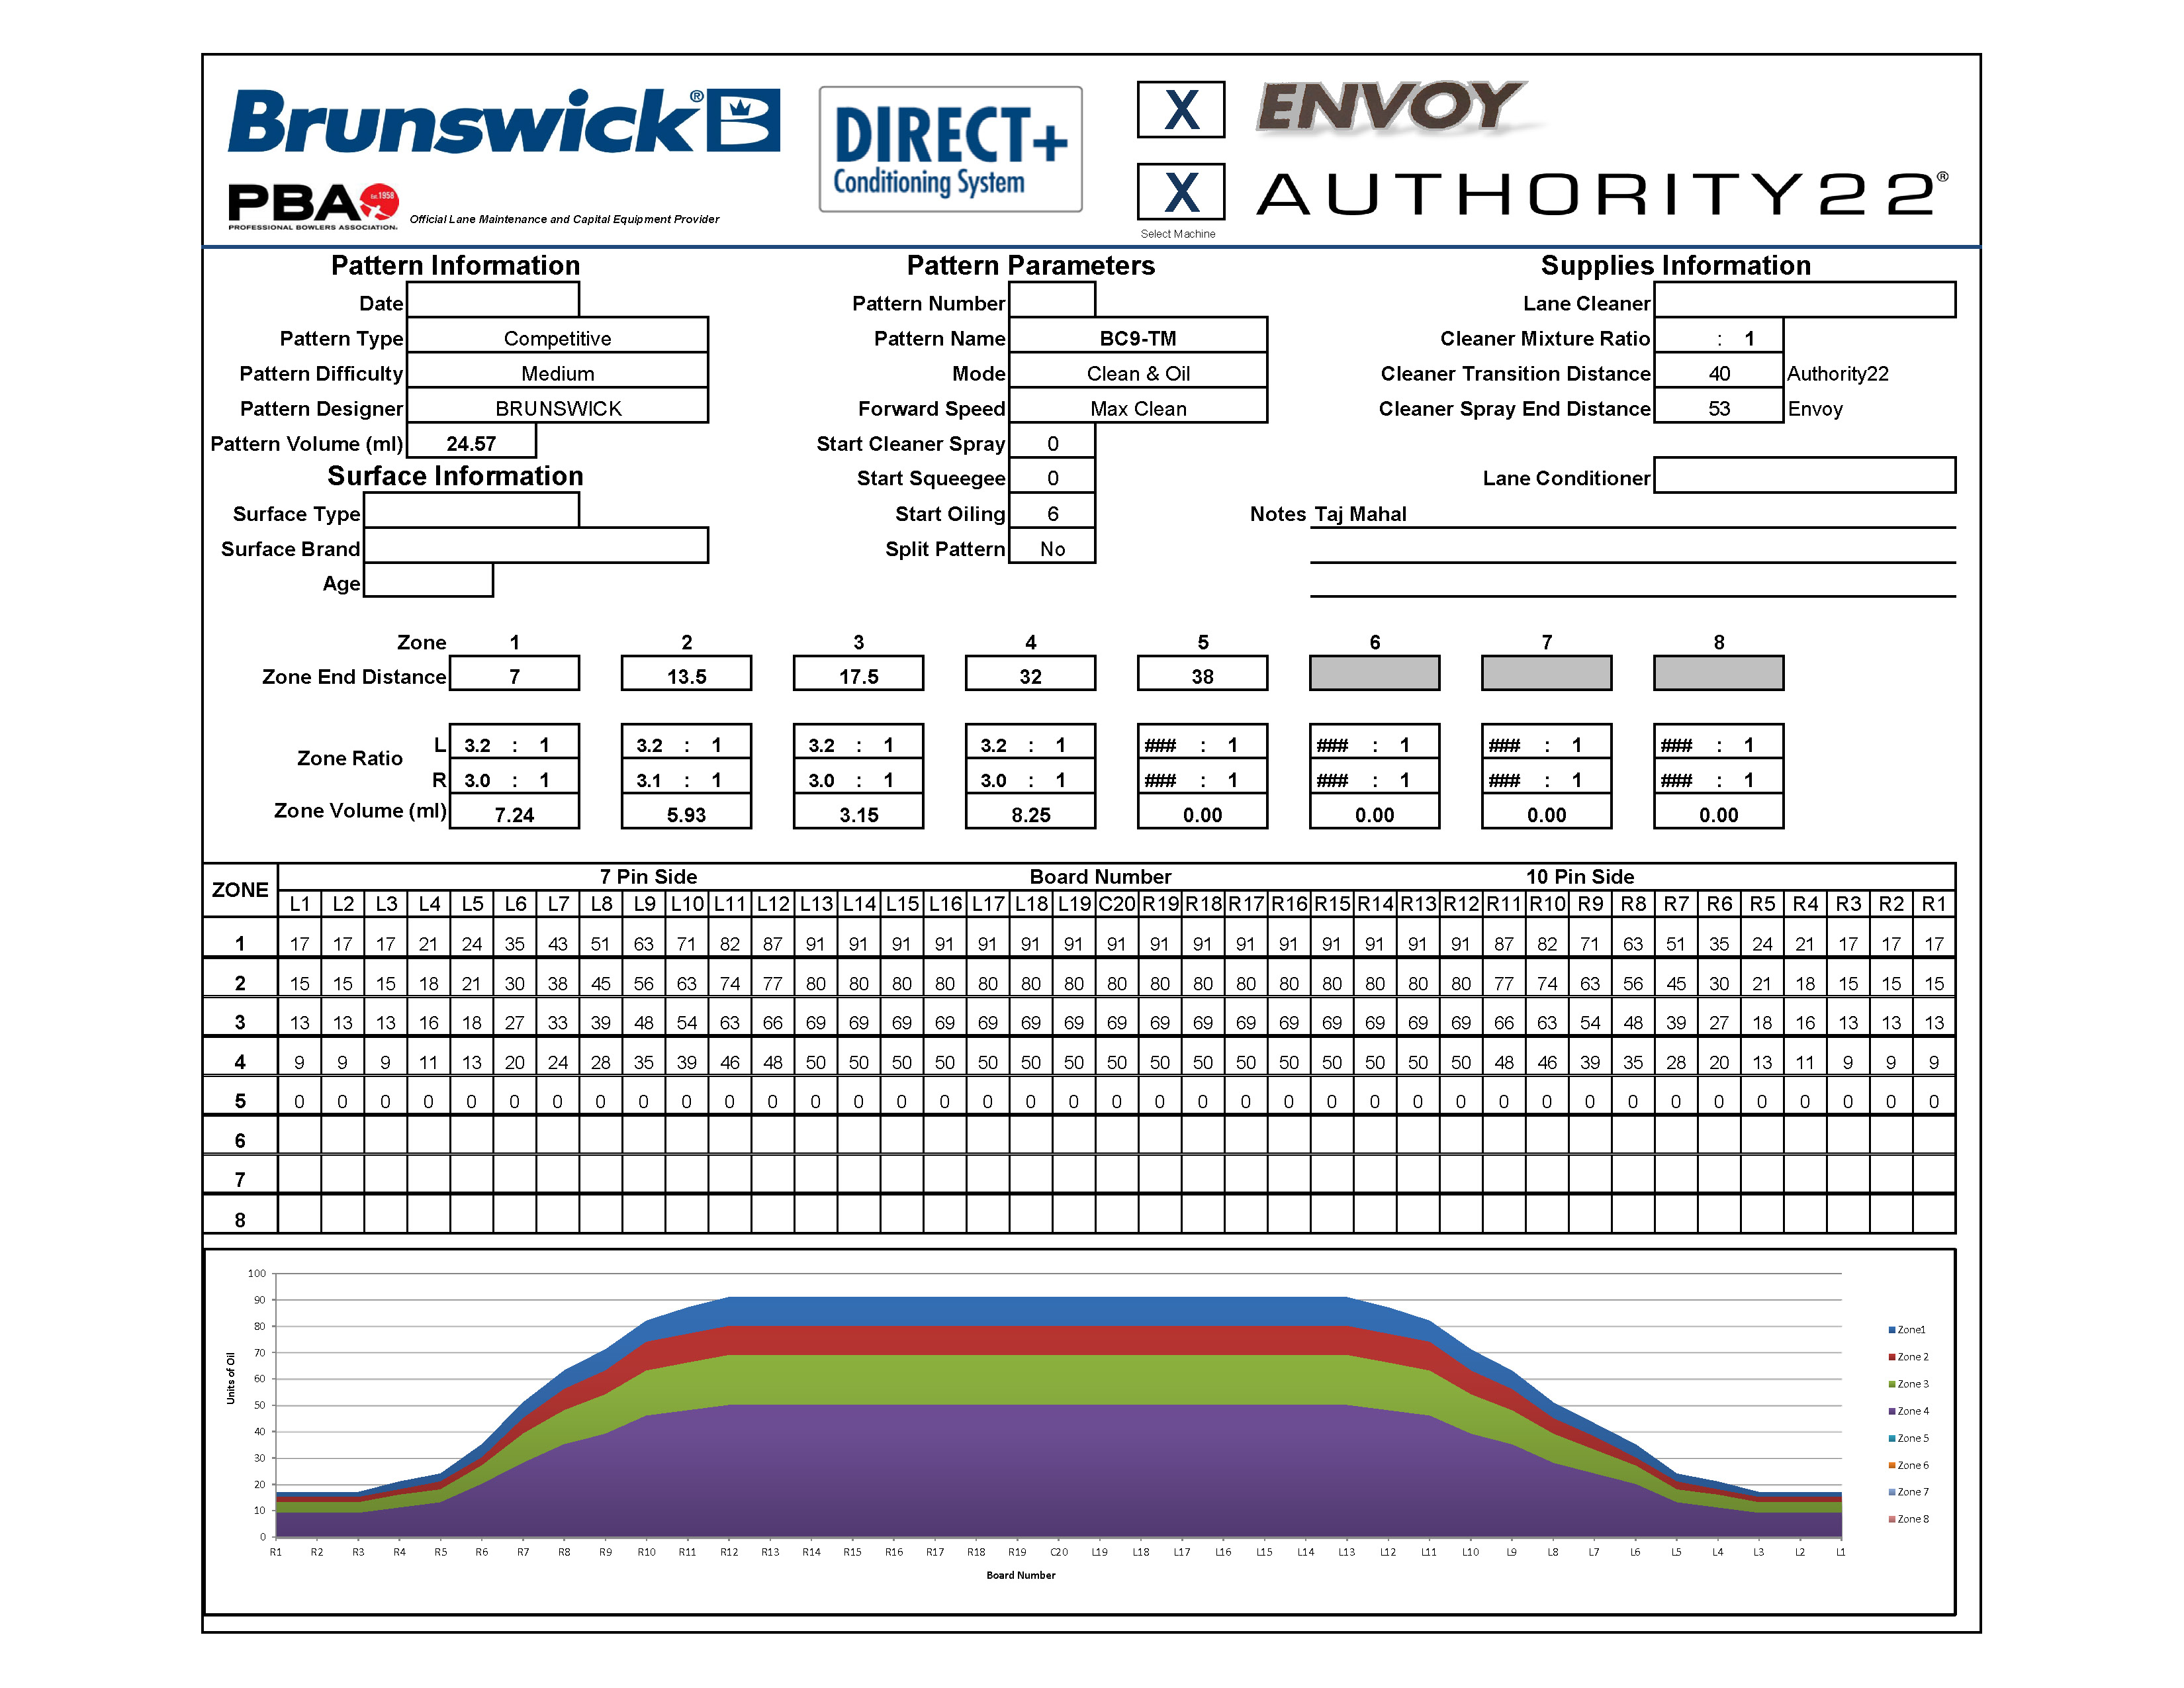 Brunswick® B
DIRECT+
Conditioning System
X ENVOY
PBA est.1958
PROFESSIONAL BOWLERS ASSOCIATION.
Official Lane Maintenance and Capital Equipment Provider
X AUTHORITY22®
Select Machine
Pattern Information Pattern Parameters Supplies Information
Date Pattern Number Lane Cleaner
Pattern Type Competitive Pattern Name BC9-TM Cleaner Mixture Ratio : 1
Pattern Difficulty Medium Mode Clean & Oil Cleaner Transition Distance 40 Authority22
Pattern Designer BRUNSWICK Forward Speed Max Clean Cleaner Spray End Distance 53 Envoy
Pattern Volume (ml) 24.57 Start Cleaner Spray 0
Surface Information Start Squeegee 0 Lane Conditioner
Surface Type Start Oiling 6 Notes Taj Mahal
Surface Brand Split Pattern No
Age
Zone 1 2 3 4 5 6 7 8
Zone End Distance 7 13.5 17.5 32 38
Zone Ratio
L 3.2 : 1 3.2 : 1 3.2 : 1 3.2 : 1 ### : 1 ### : 1 ### : 1 ### : 1
R 3.0 : 1 3.1 : 1 3.0 : 1 3.0 : 1 ### : 1 ### : 1 ### : 1 ### : 1
Zone Volume (ml) 7.24 5.93 3.15 8.25 0.00 0.00 0.00 0.00
ZONE 7 Pin Side Board Number 10 Pin Side
L1 L2 L3 L4 L5 L6 L7 L8 L9 L10 L11 L12 L13 L14 L15 L16 L17 L18 L19 C20 R19 R18 R17 R16 R15 R14 R13 R12 R11 R10 R9 R8 R7 R6 R5 R4 R3 R2 R1
1 17 17 17 21 24 35 43 51 63 71 82 87 91 91 91 91 91 91 91 91 91 91 91 91 91 91 91 91 87 82 71 63 51 35 24 21 17 17 17
2 15 15 15 18 21 30 38 45 56 63 74 77 80 80 80 80 80 80 80 80 80 80 80 80 80 80 80 80 77 74 63 56 45 30 21 18 15 15 15
3 13 13 13 16 18 27 33 39 48 54 63 66 69 69 69 69 69 69 69 69 69 69 69 69 69 69 69 69 66 63 54 48 39 27 18 16 13 13 13
4 9 9 9 11 13 20 24 28 35 39 46 48 50 50 50 50 50 50 50 50 50 50 50 50 50 50 50 50 48 46 39 35 28 20 13 11 9 9 9
5 0 0 0 0 0 0 0 0 0 0 0 0 0 0 0 0 0 0 0 0 0 0 0 0 0 0 0 0 0 0 0 0 0 0 0 0 0 0 0
6
7
8
100
90
80
70
60
50
40
30
20
10
0
Units of Oil
R1 R2 R3 R4 R5 R6 R7 R8 R9 R10 R11 R12 R13 R14 R15 R16 R17 R18 R19 C20 L19 L18 L17 L16 L15 L14 L13 L12 L11 L10 L9 L8 L7 L6 L5 L4 L3 L2 L1
Board Number
Zone1
Zone 2
Zone 3
Zone 4
Zone 5
Zone 6
Zone 7
Zone 8